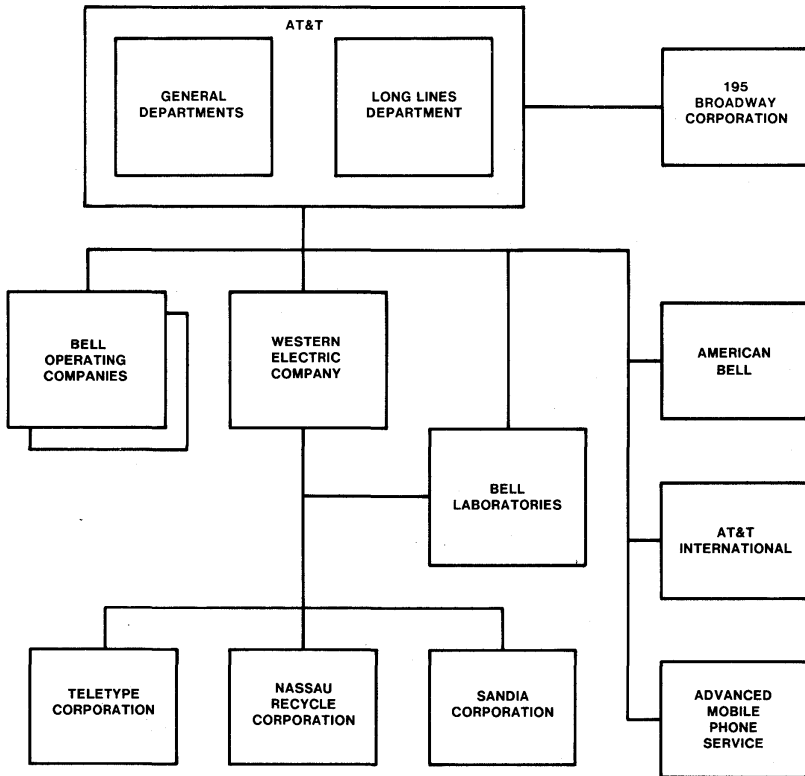 AT&T
GENERAL
DEPARTMENTS
LONG LINES
DEPARTMENT
195
BROADWAY
CORPORATION
BELL
OPERATING
COMPANIES
WESTERN
ELECTRIC
COMPANY
AMERICAN
BELL
BELL
LABORATORIES
AT&T
INTERNATIONAL
TELETYPE
CORPORATION
NASSAU
RECYCLE
CORPORATION
SANDIA
CORPORATION
ADVANCED
MOBILE
PHONE
SERVICE